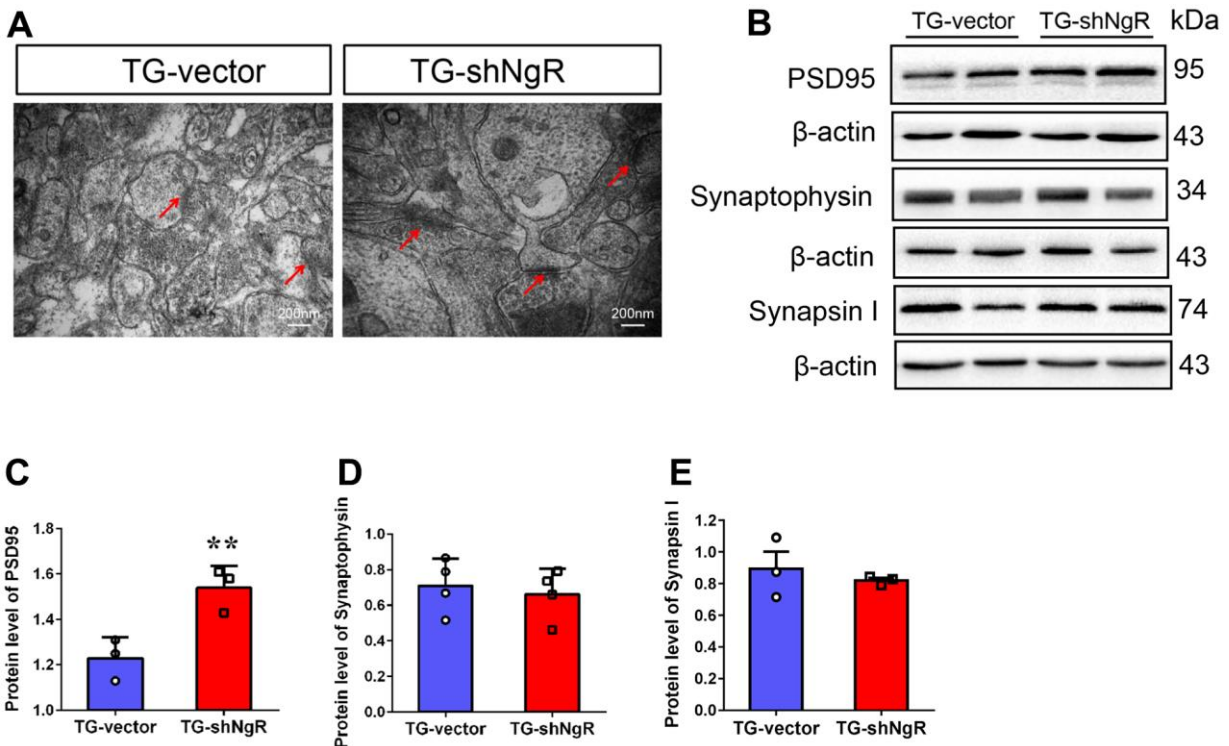 A
TG-vector
TG-shNgR
200nm
200nm
B
TG-vector TG-shNgR kDa
PSD95 95
β-actin 43
Synaptophysin 34
β-actin 43
Synapsin I 74
β-actin 43
C
Protein level of PSD95
1.8
1.6
1.4
1.2
1.0
**
TG-vector TG-shNgR
D
Protein level of Synaptophysin
1.0
0.8
0.6
0.4
0.2
0.0
TG-vector TG-shNgR
E
Protein level of Synapsin I
1.2
1.0
0.8
0.6
0.4
0.2
0.0
TG-vector TG-shNgR